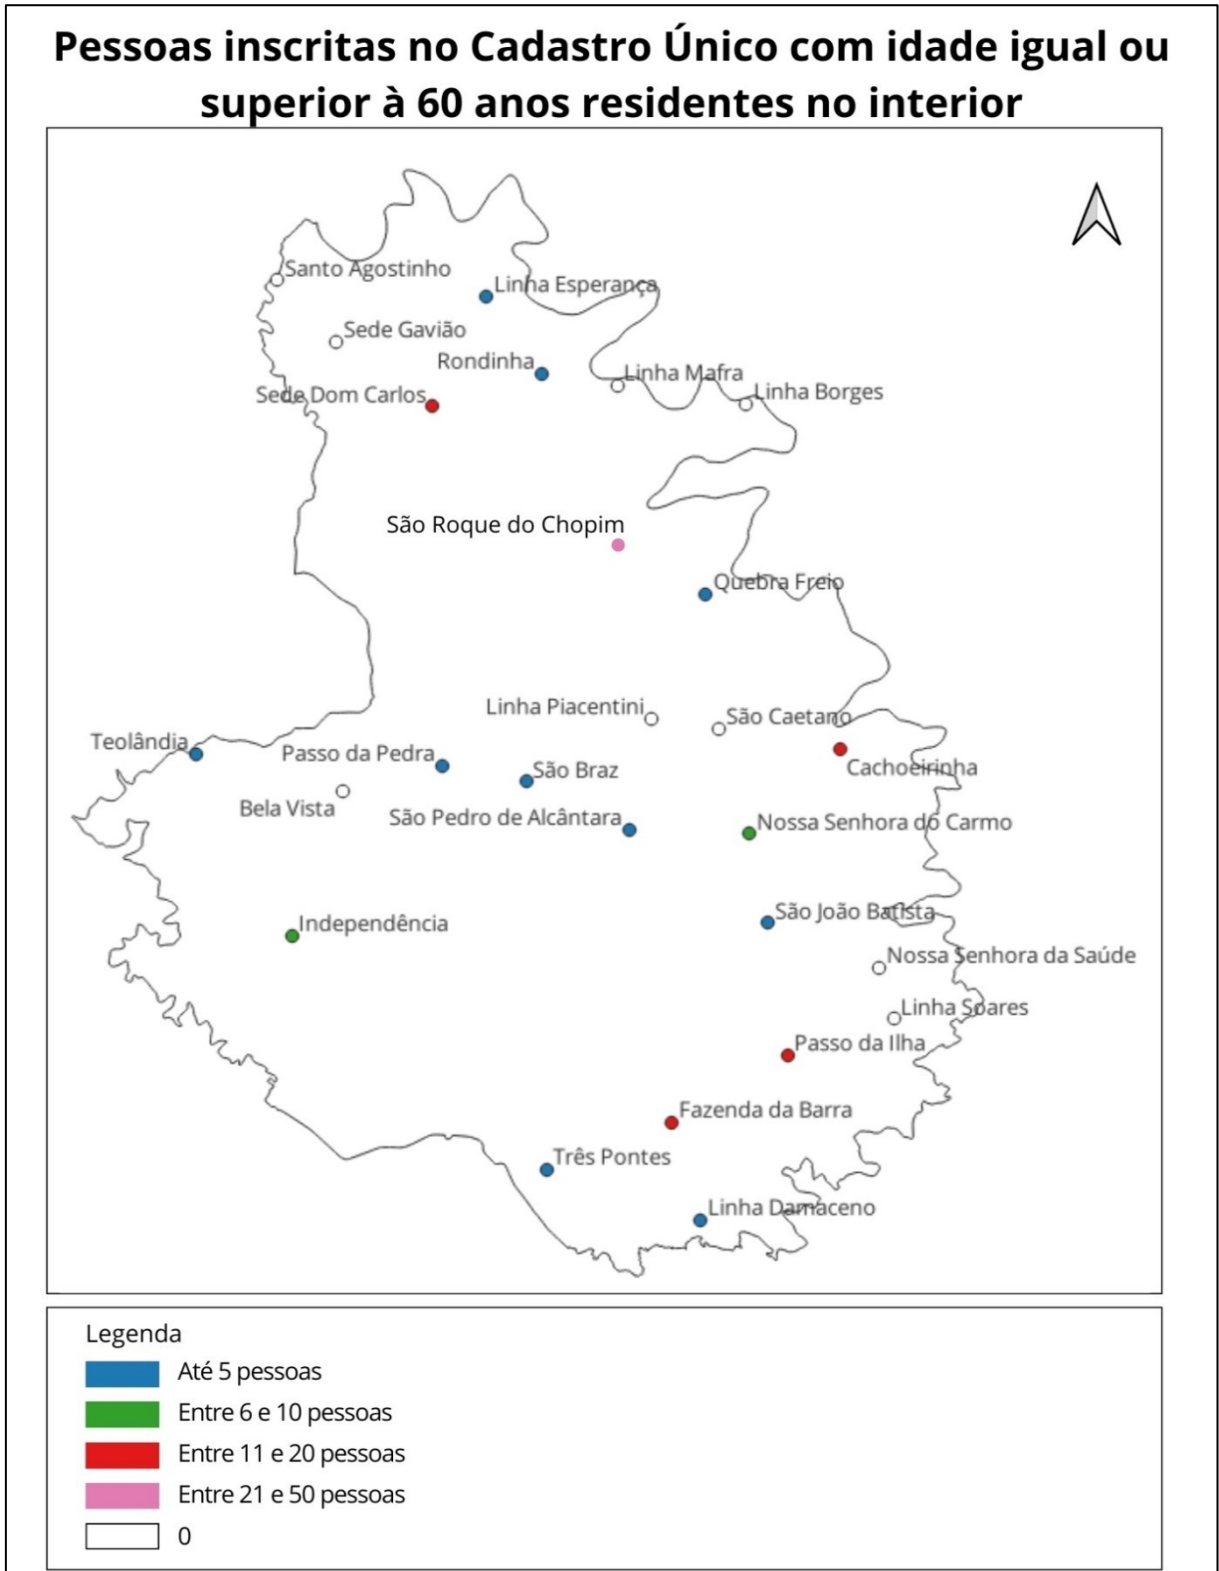 Pessoas inscritas no Cadastro Único com idade igual ou
superior à 60 anos residentes no interior
Santo Agostinho
Linha Esperança
Sede Gavião
Rondinha
Linha Mafra
Sede Dom Carlos
Linha Borges
São Roque do Chopim
Quebra Freio
Linha Piacentini
São Caetano
Teolândia
Passo da Pedra
São Braz
Cachoeirinha
Bela Vista
São Pedro de Alcântara
Nossa Senhora do Carmo
São João Batista
Independência
Nossa Senhora da Saúde
Linha Soares
Passo da Ilha
Fazenda da Barra
Três Pontes
Linha Damaceno
Legenda
Até 5 pessoas
Entre 6 e 10 pessoas
Entre 11 e 20 pessoas
Entre 21 e 50 pessoas
0